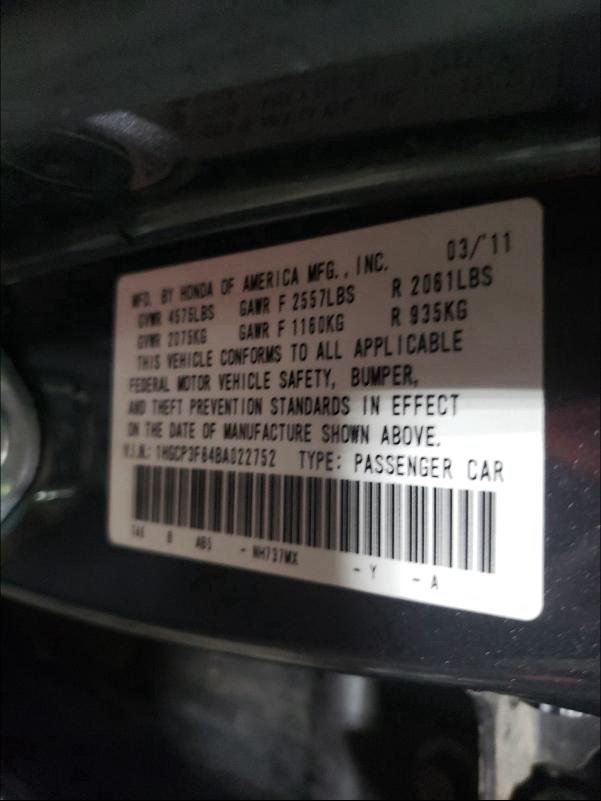 MFD. BY HONDA OF AMERICA MFG., INC. 03/'11
GVWR 4575LBS GAWR F 2557LBS R 2061LBS
GVWR 2075KG GAWR F 1160KG R 935KG
THIS VEHICLE CONFORMS TO ALL APPLICABLE
FEDERAL MOTOR VEHICLE SAFETY, BUMPER,
AND THEFT PREVENTION STANDARDS IN EFFECT
ON THE DATE OF MANUFACTURE SHOWN ABOVE.
V.I.N.: 1HGCP3F84BA022752 TYPE: PASSENGER CAR
TA6 B AB5 - NH737MX - Y - A